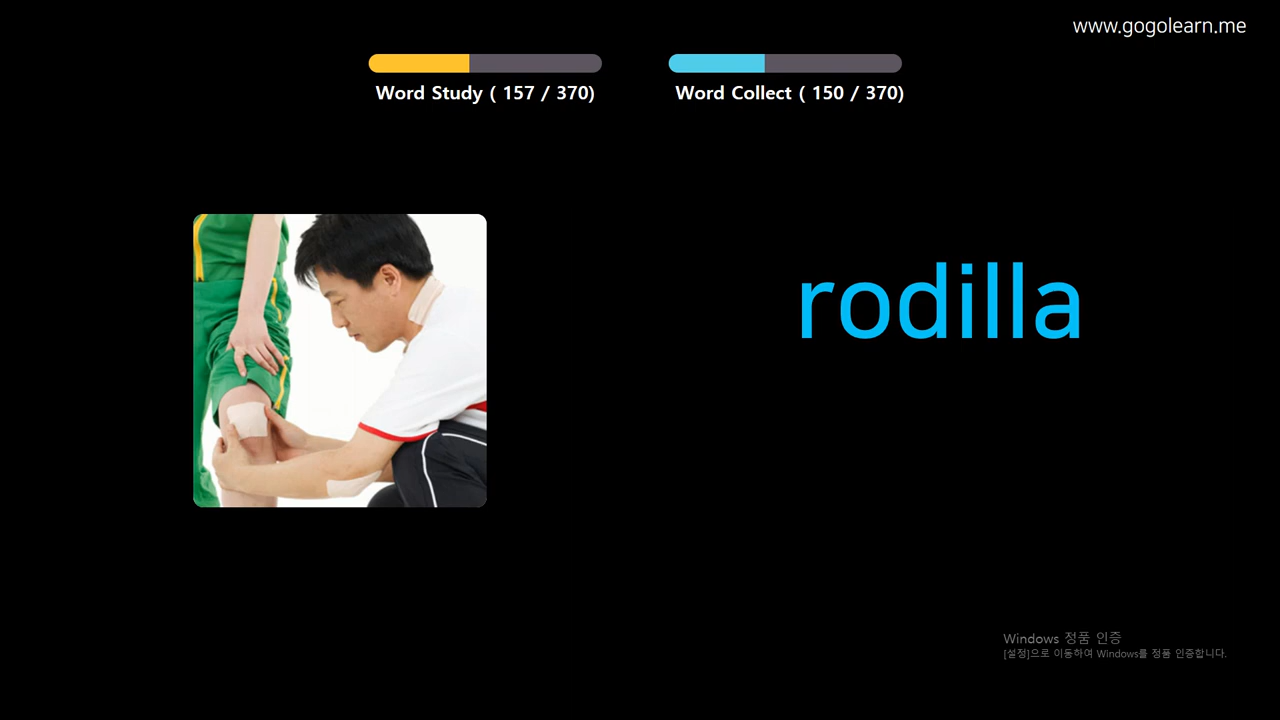 www.gogolearn.me
Word Study ( 157 / 370)
Word Collect ( 150 / 370)
rodilla
Windows 정품 인증
[설정]으로 이동하여 Windows를 정품 인증합니다.